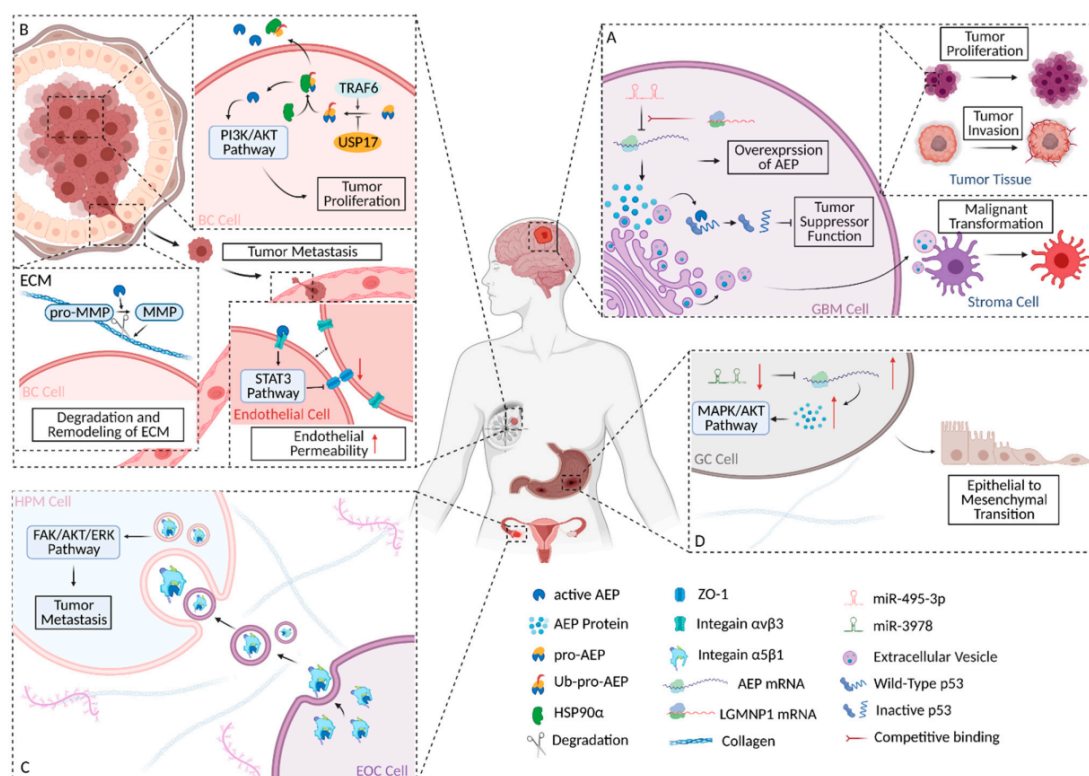 B
TRAF6
USP17
PI3K/AKT
Pathway
Tumor
Proliferation
BC Cell
Tumor Metastasis
ECM
pro-MMP
MMP
BC Cell
Degradation and
Remodeling of ECM
STAT3
Pathway
Endothelial Cell
Endothelial
Permeability
A
Overexprssion
of AEP
Tumor
Suppressor
Function
GBM Cell
Tumor
Proliferation
Tumor
Invasion
Tumor Tissue
Malignant
Transformation
Stroma Cell
MAPK/AKT
Pathway
GC Cell
Epithelial to
Mesenchymal
Transition
D
HPM Cell
FAK/AKT/ERK
Pathway
Tumor
Metastasis
C
EOC Cell
active AEP
AEP Protein
pro-AEP
Ub-pro-AEP
HSP90α
Degradation
ZO-1
Integain αvβ3
Integain α5β1
AEP mRNA
LGMNP1 mRNA
Collagen
miR-495-3p
miR-3978
Extracellular Vesicle
Wild-Type p53
Inactive p53
Competitive binding